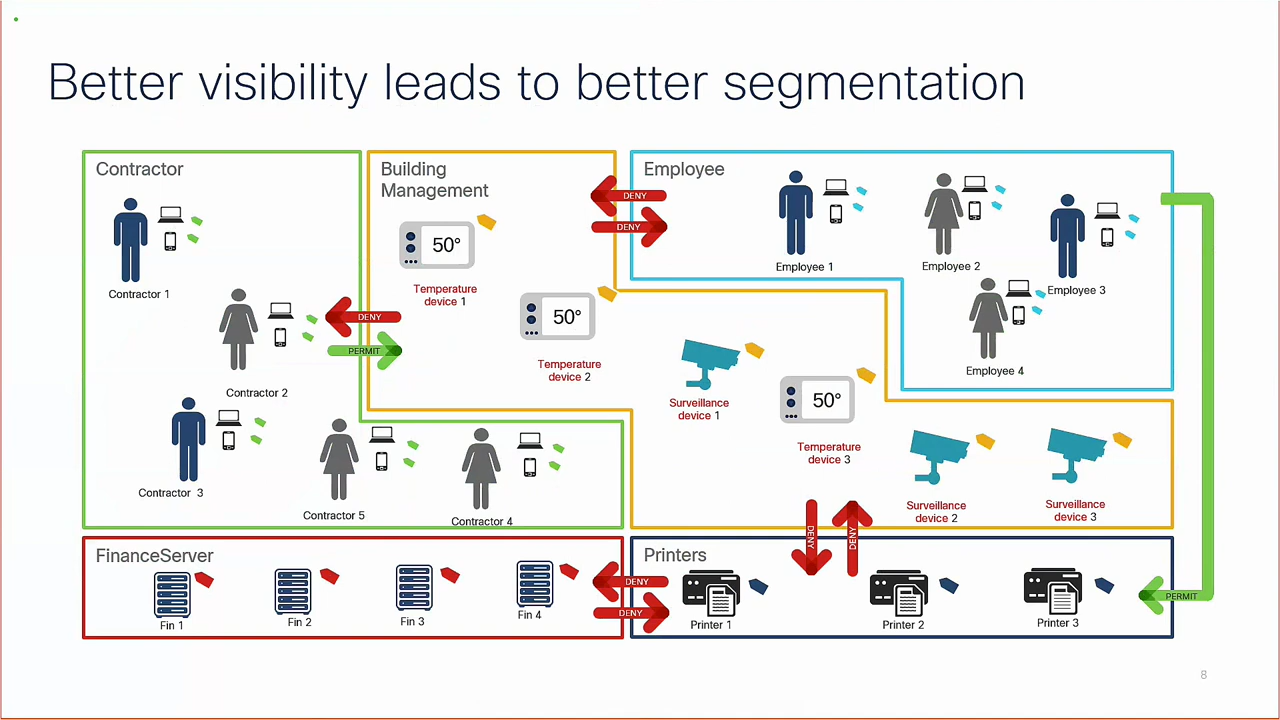 Better visibility leads to better segmentation
Contractor
Contractor 1
Contractor 2
Contractor 3
Contractor 5
Contractor 4
DENY
PERMIT
Building
Management
50°
Temperature
device 1
50°
Temperature
device 2
Surveillance
device 1
50°
Temperature
device 3
Surveillance
device 2
Surveillance
device 3
DENY
DENY
Employee
Employee 1
Employee 2
Employee 3
Employee 4
DENY
DENY
FinanceServer
Fin 1
Fin 2
Fin 3
Fin 4
DENY
DENY
Printers
Printer 1
Printer 2
Printer 3
PERMIT
8